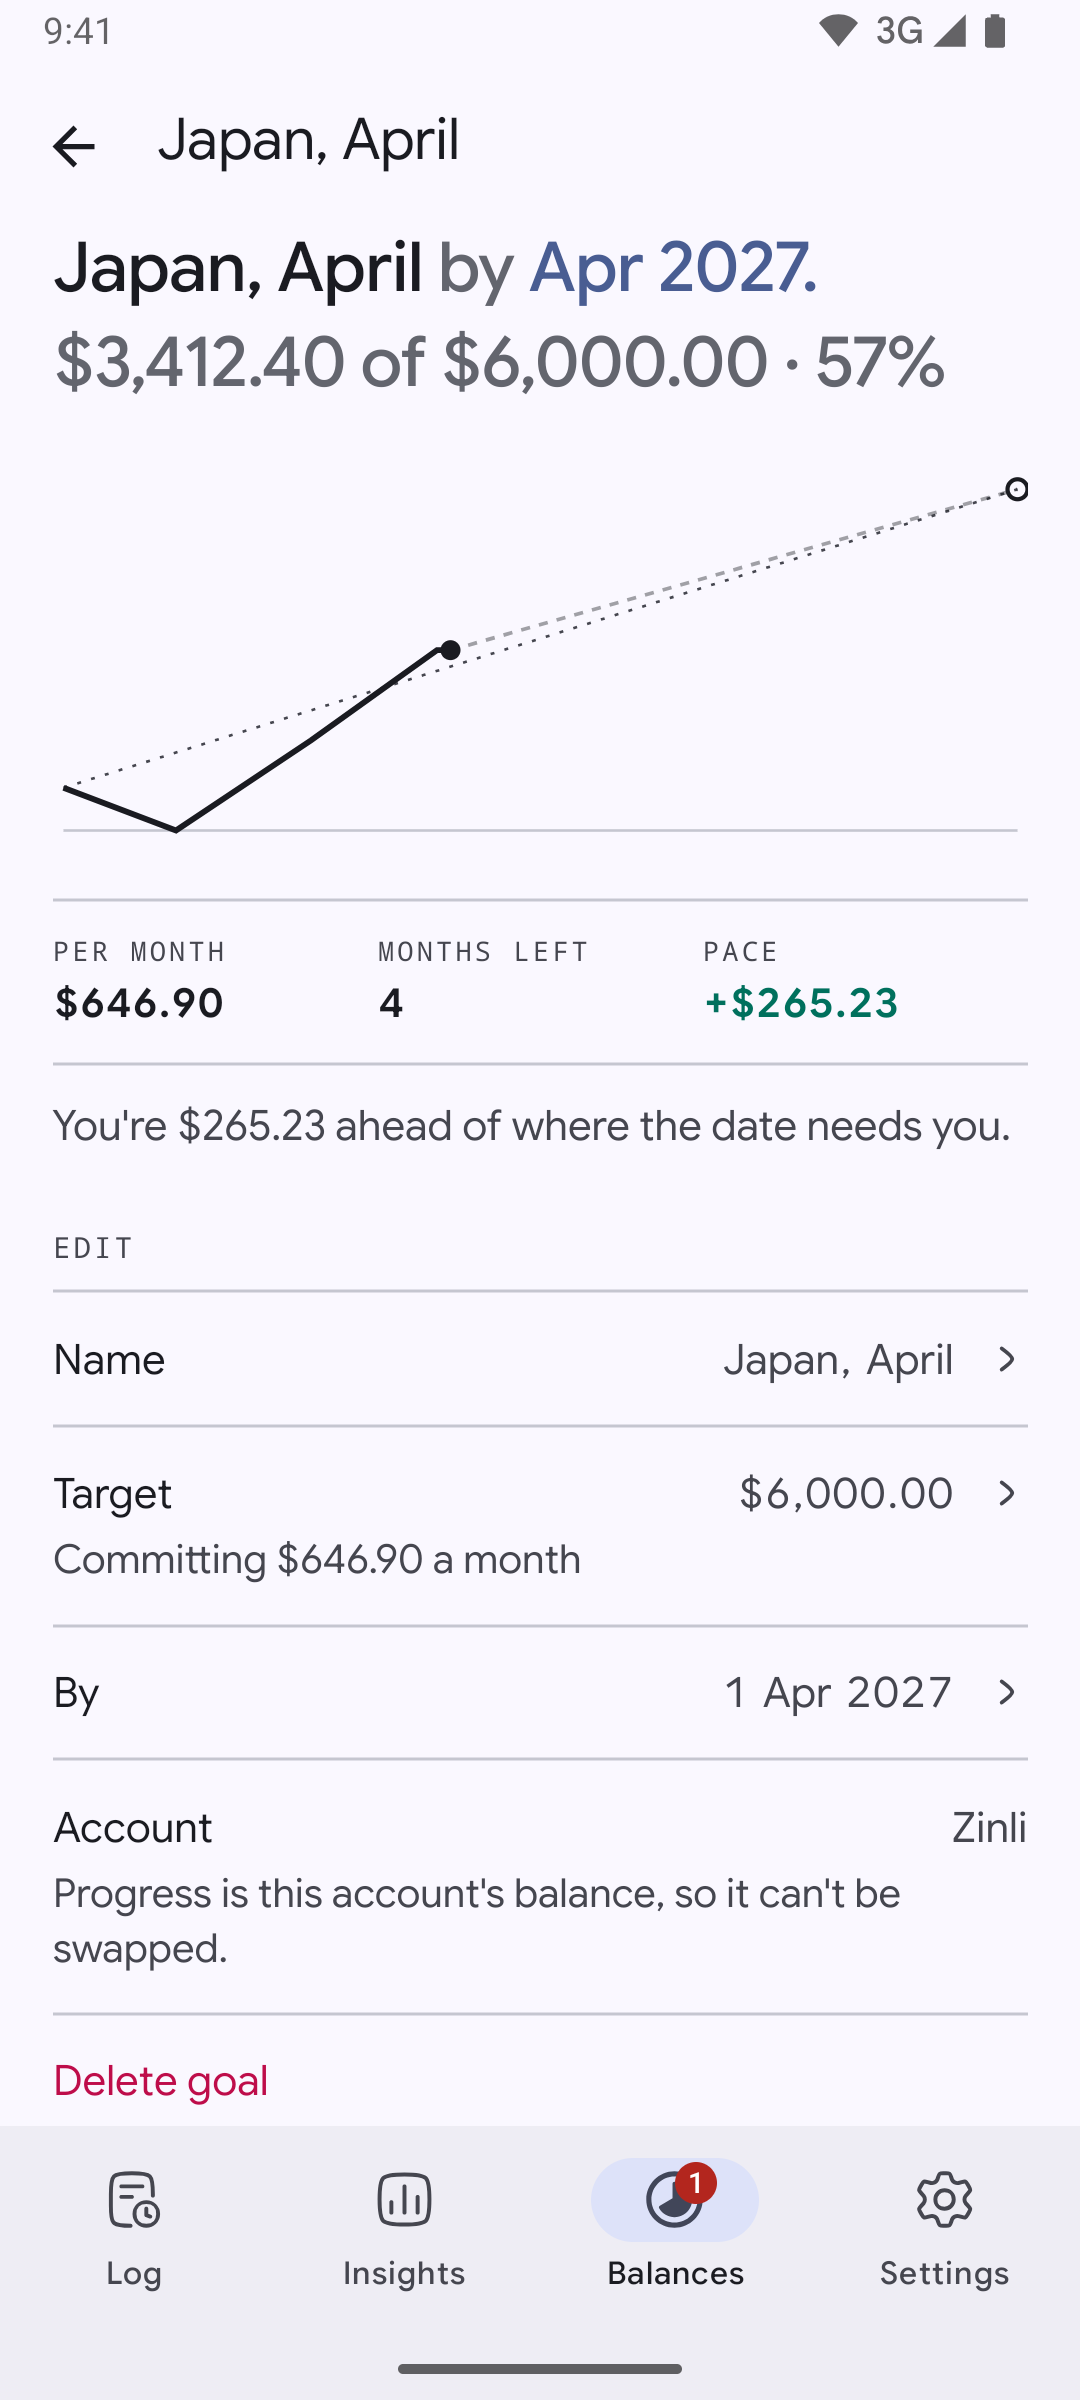 9:41
3G
Japan, April
Japan, April by Apr 2027.
$3,412.40 of $6,000.00 · 57%
PER MONTH
MONTHS LEFT
PACE
$646.90
4
+$265.23
You're $265.23 ahead of where the date needs you.
EDIT
Name
Japan, April
Target
$6,000.00
Committing $646.90 a month
By
1 Apr 2027
Account
Zinli
Progress is this account's balance, so it can't be
swapped.
Delete goal
1
Log
Insights
Balances
Settings